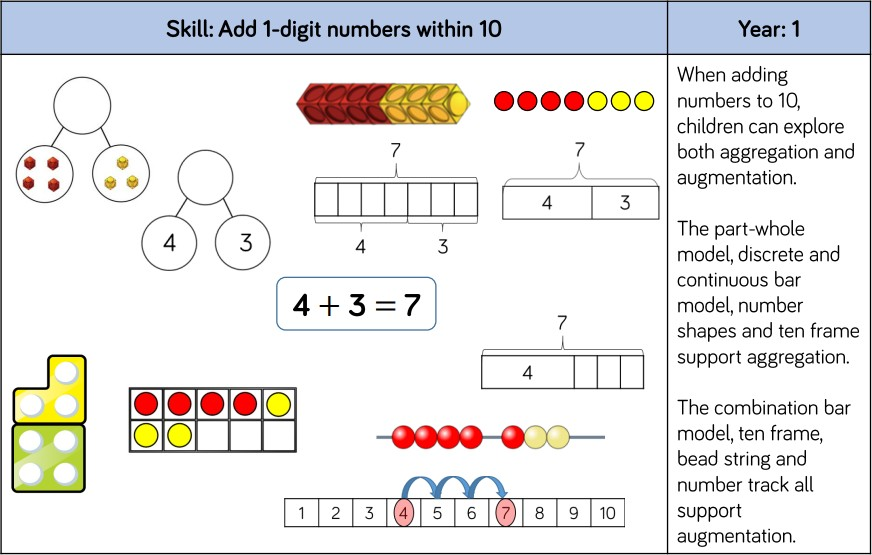 Skill: Add 1-digit numbers within 10
Year: 1
7
7
4
3
4
3
4
3
4 + 3 = 7
7
4
1 2 3 4 5 6 7 8 9 10
When adding
numbers to 10,
children can explore
both aggregation and
augmentation.
The part-whole
model, discrete and
continuous bar
model, number
shapes and ten frame
support aggregation.
The combination bar
model, ten frame,
bead string and
number track all
support
augmentation.